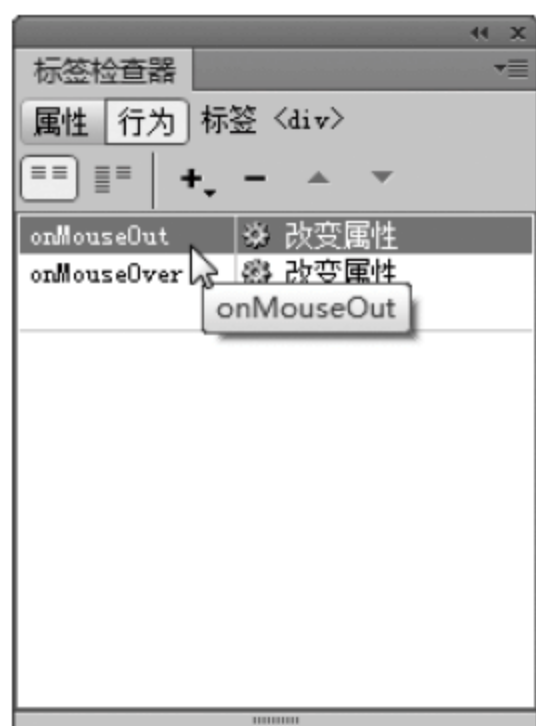 标签检查器
属性 行为 标签 <div>
onMouseOut 改变属性
onMouseOver 改变属性
onMouseOut